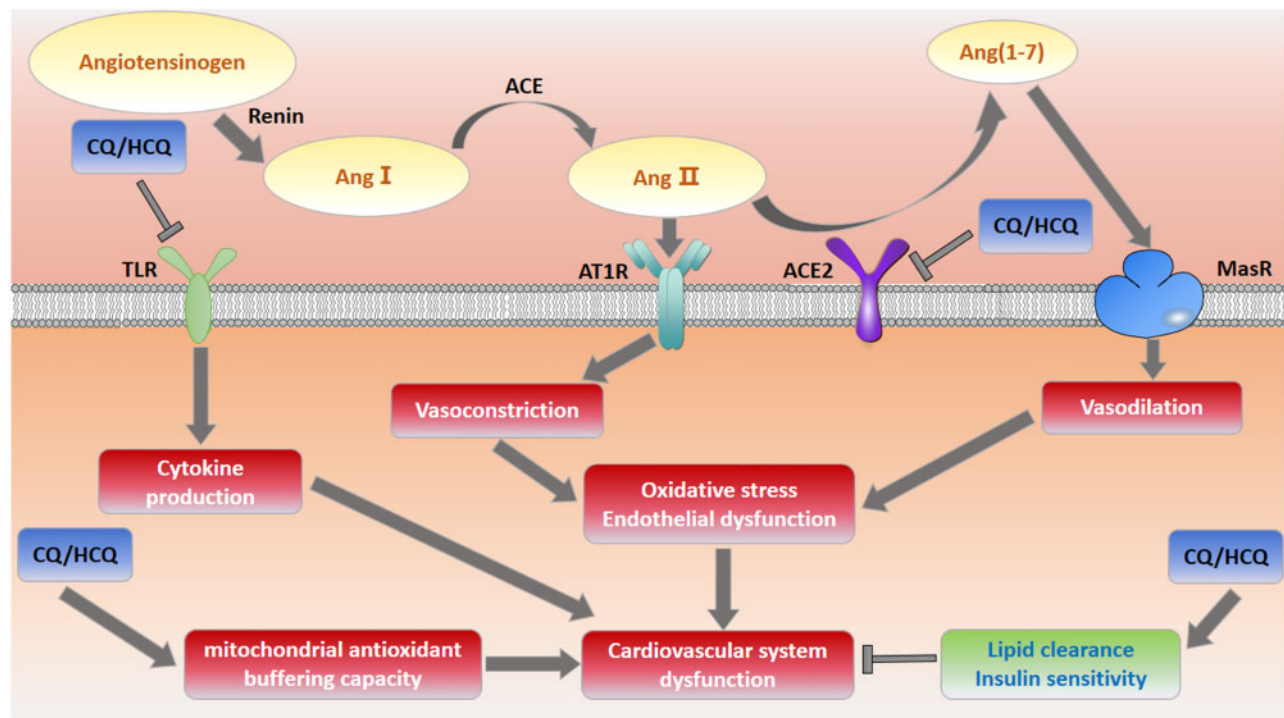 Angiotensinogen
Ang(1-7)
ACE
Renin
CQ/HCQ
Ang Ⅰ
Ang Ⅱ
CQ/HCQ
TLR
AT1R
ACE2
MasR
Vasoconstriction
Vasodilation
Cytokine
production
Oxidative stress
Endothelial dysfunction
CQ/HCQ
CQ/HCQ
mitochondrial antioxidant
buffering capacity
Cardiovascular system
dysfunction
Lipid clearance
Insulin sensitivity